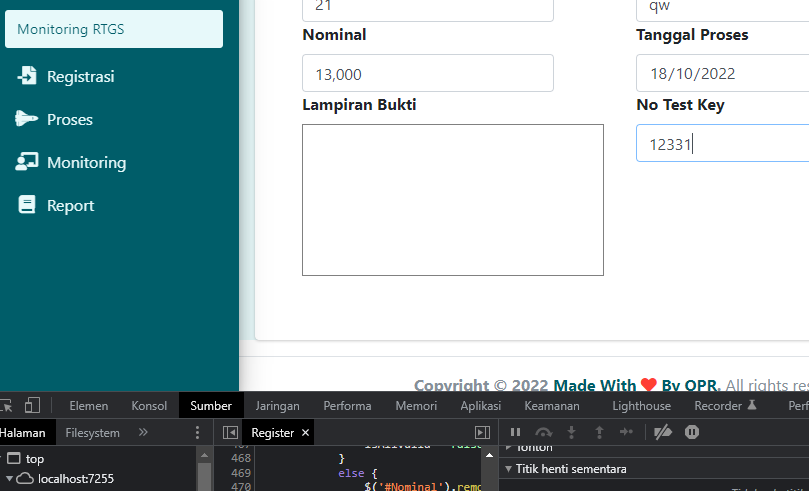 Monitoring RTGS
Registrasi
Proses
Monitoring
Report
21
qw
Nominal
Tanggal Proses
13,000
18/10/2022
Lampiran Bukti
No Test Key
12331
Copyright © 2022 Made With ❤ By OPR. All rights res
Elemen Konsol Sumber Jaringan Performa Memori Aplikasi Keamanan Lighthouse Recorder Perf
Halaman Filesystem » Register ×
top
localhost:7255
468 }
469 else {
470 $('#Nominal').remo
Tonton
Titik henti sementara